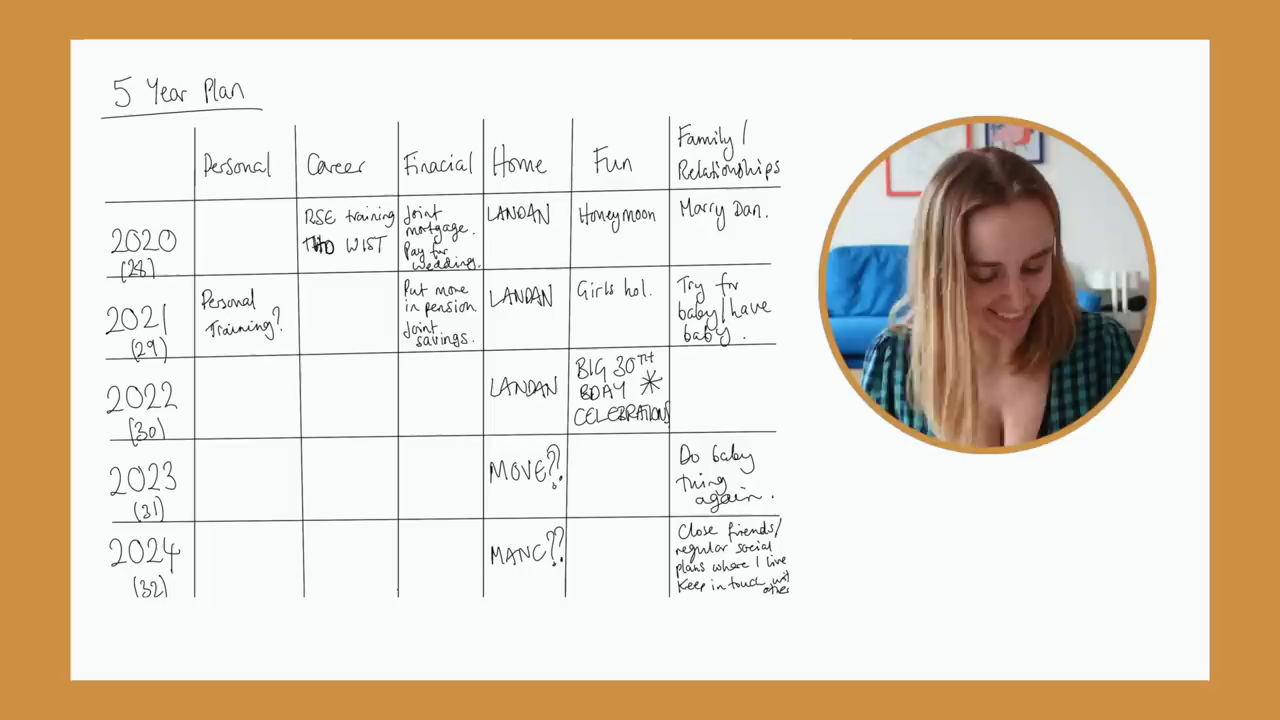 5 Year Plan
Personal
Career
Finacial
Home
Fun
Family/
Relationships
2020
(28)
RSE training
WIST
Joint
mortgage.
Pay for
wedding.
LANDAN
Honeymoon
Marry Dan.
2021
(29)
Personal
Training?
Put more
in pension
Joint
savings.
LANDAN
Girls hol.
Try for
baby/have
baby.
2022
(30)
LANDAN
BIG 30TH
BDAY *
CELEBRATIONS
2023
(31)
MOVE??
Do baby
thing
again.
2024
(32)
MANC??
Close friends/
regular social
plans where I live
Keep in touch with
others